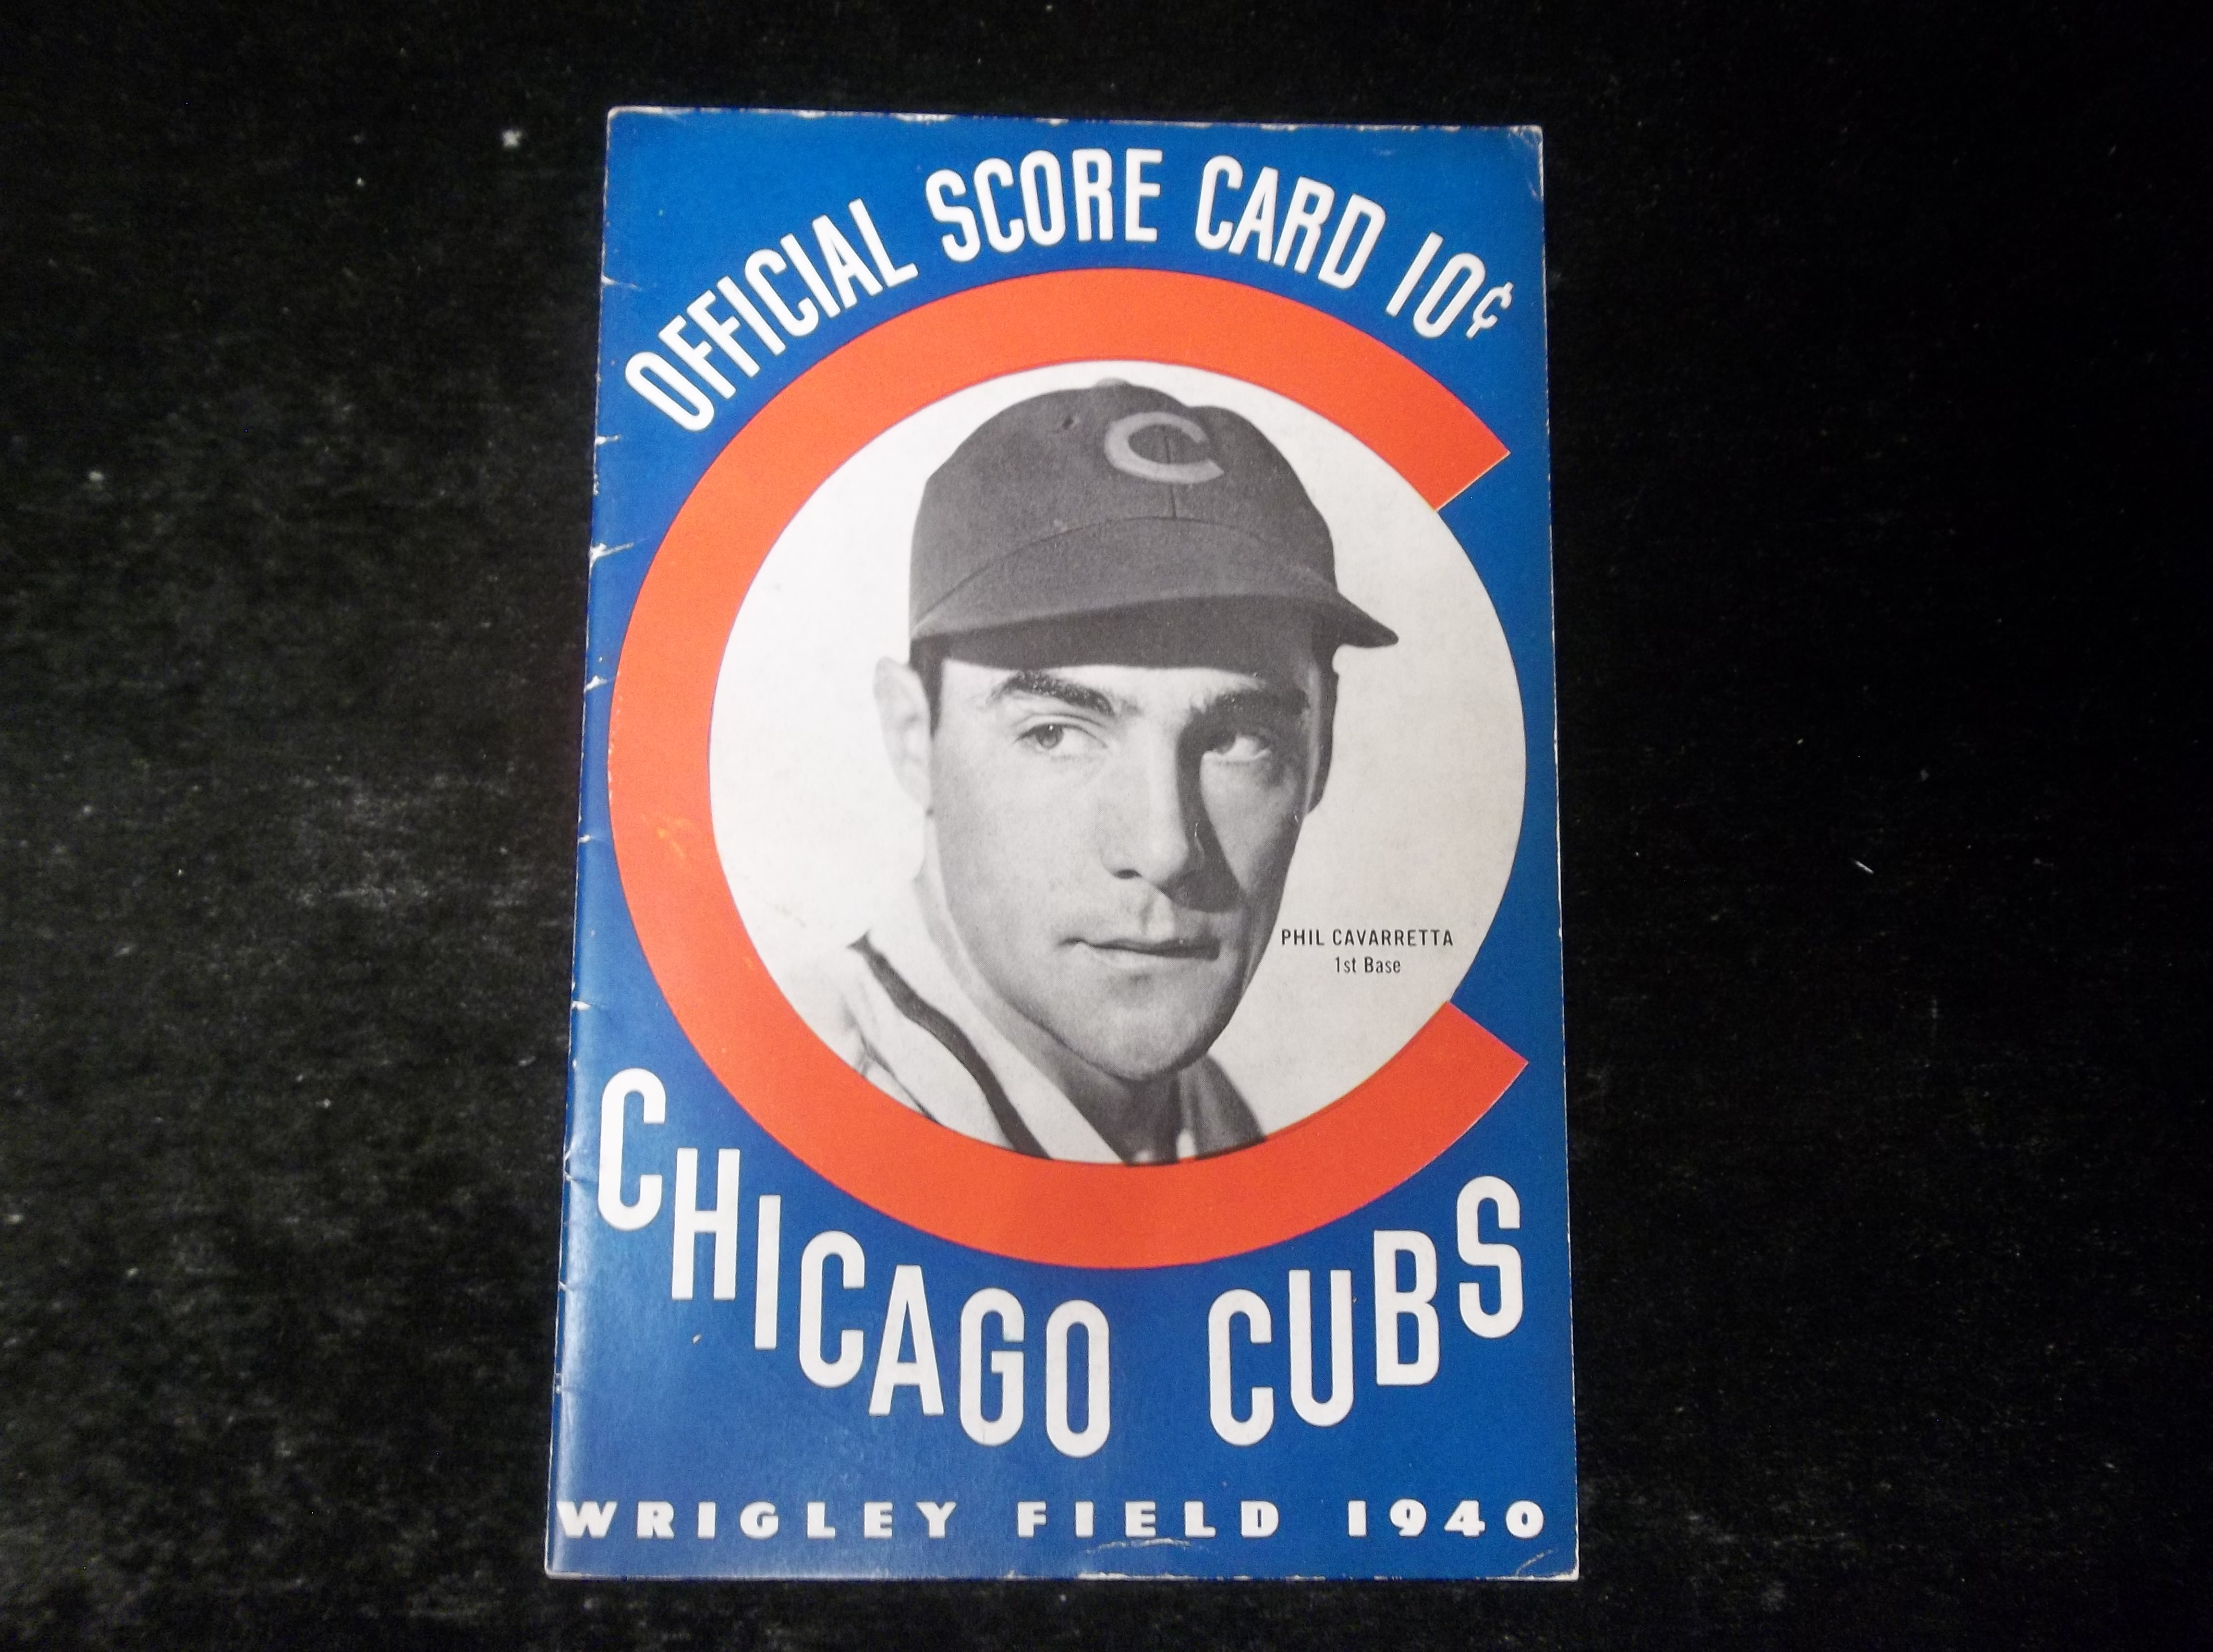 OFFICIAL SCORE CARD 10¢
C
PHIL CAVARRETTA
1st Base
CHICAGO CUBS
WRIGLEY FIELD 1940